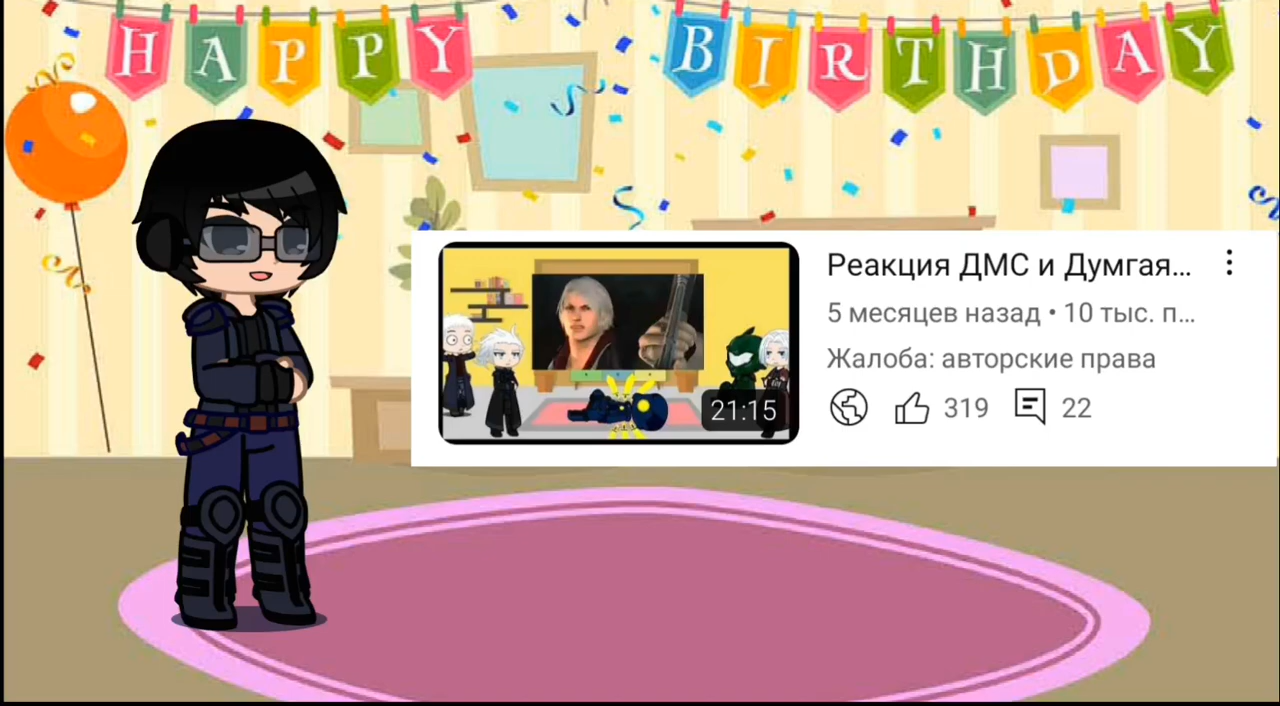 HAPPY BIRTHDAY
Реакция ДМС и Думгая...
5 месяцев назад • 10 тыс. п...
Жалоба: авторские права
319 22
21:15